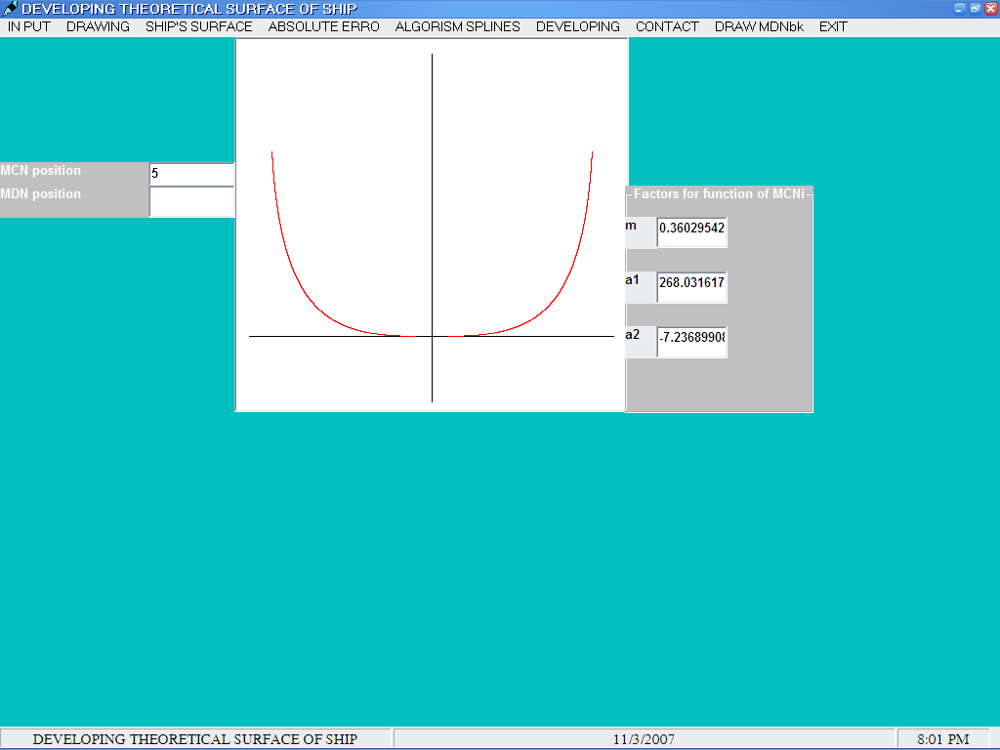 DEVELOPING THEORETICAL SURFACE OF SHIP
IN PUT DRAWING SHIP'S SURFACE ABSOLUTE ERRO ALGORISM SPLINES DEVELOPING CONTACT DRAW MDNbk EXIT
MCN position 5
MDN position
Factors for function of MCNi
m 0.36029542
a1 268.031617
a2 -7.23689908
DEVELOPING THEORETICAL SURFACE OF SHIP 11/3/2007 8:01 PM